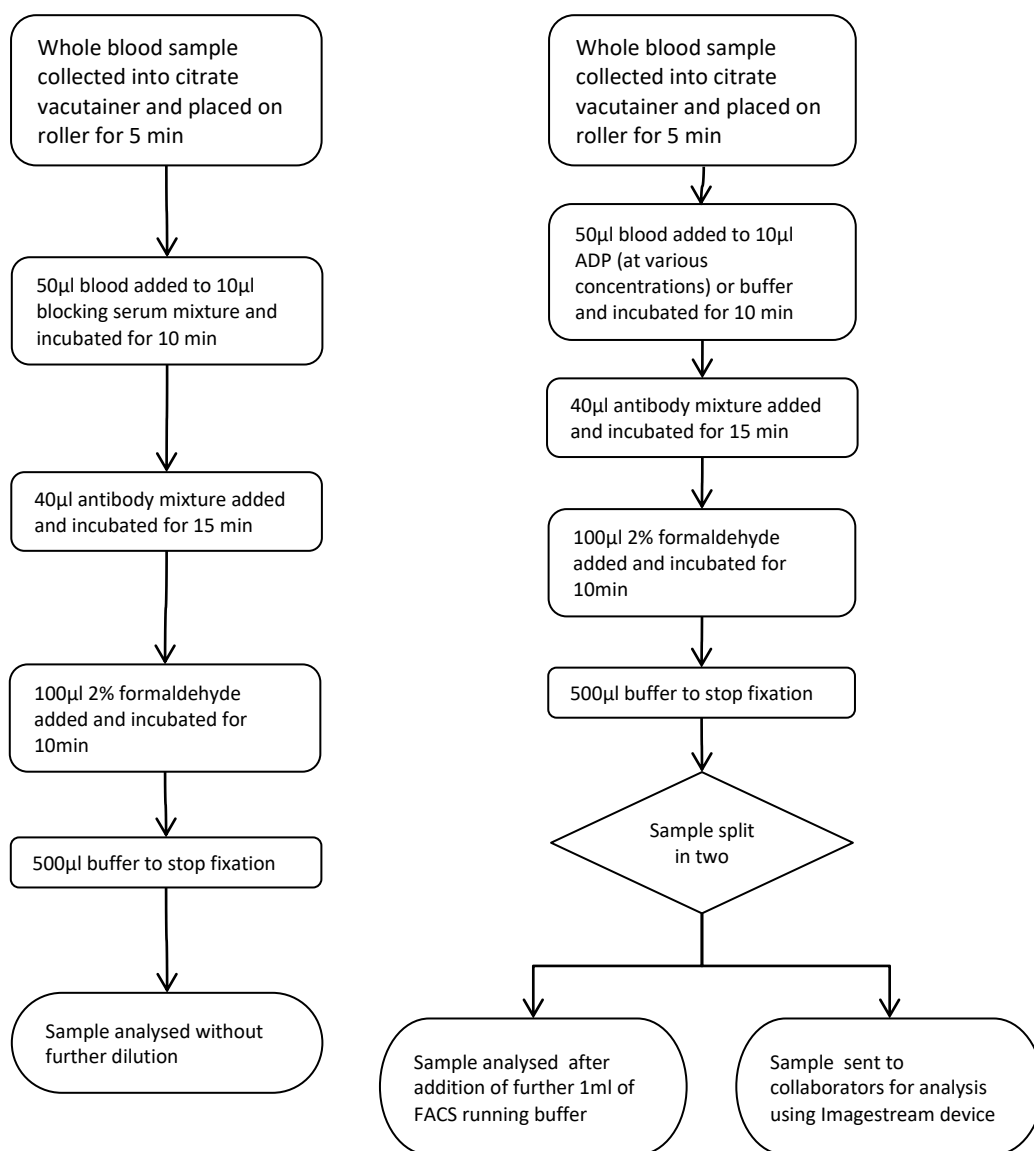 Whole blood sample
collected into citrate
vacutainer and placed on
roller for 5 min
50µl blood added to 10µl
blocking serum mixture and
incubated for 10 min
40µl antibody mixture added
and incubated for 15 min
100µl 2% formaldehyde
added and incubated for
10min
500µl buffer to stop fixation
Sample analysed without
further dilution
Whole blood sample
collected into citrate
vacutainer and placed on
roller for 5 min
50µl blood added to 10µl
ADP (at various
concentrations) or buffer
and incubated for 10 min
40µl antibody mixture added
and incubated for 15 min
100µl 2% formaldehyde
added and incubated for
10min
500µl buffer to stop fixation
Sample split
in two
Sample analysed after
addition of further 1ml of
FACS running buffer
Sample sent to
collaborators for analysis
using Imagestream device